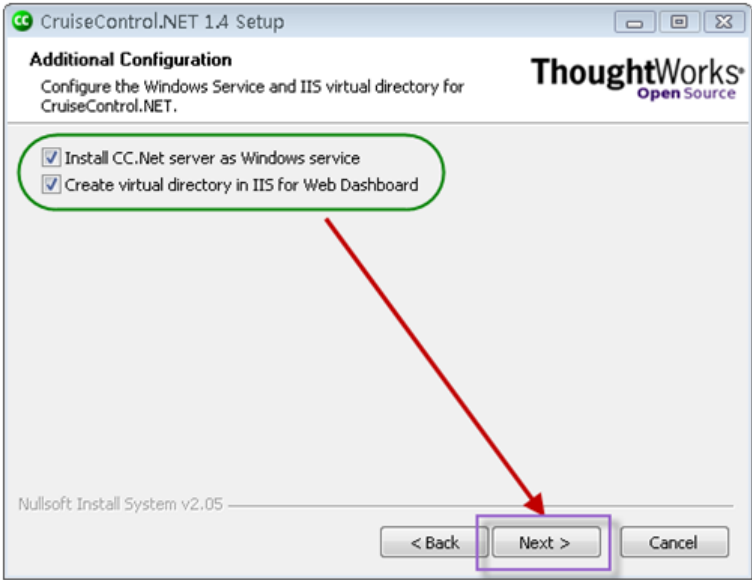 CruiseControl.NET 1.4 Setup
Additional Configuration
Configure the Windows Service and IIS virtual directory for
CruiseControl.NET.
ThoughtWorks
Open Source
Install CC.Net server as Windows service
Create virtual directory in IIS for Web Dashboard
Nullsoft Install System v2.05
< Back
Next >
Cancel